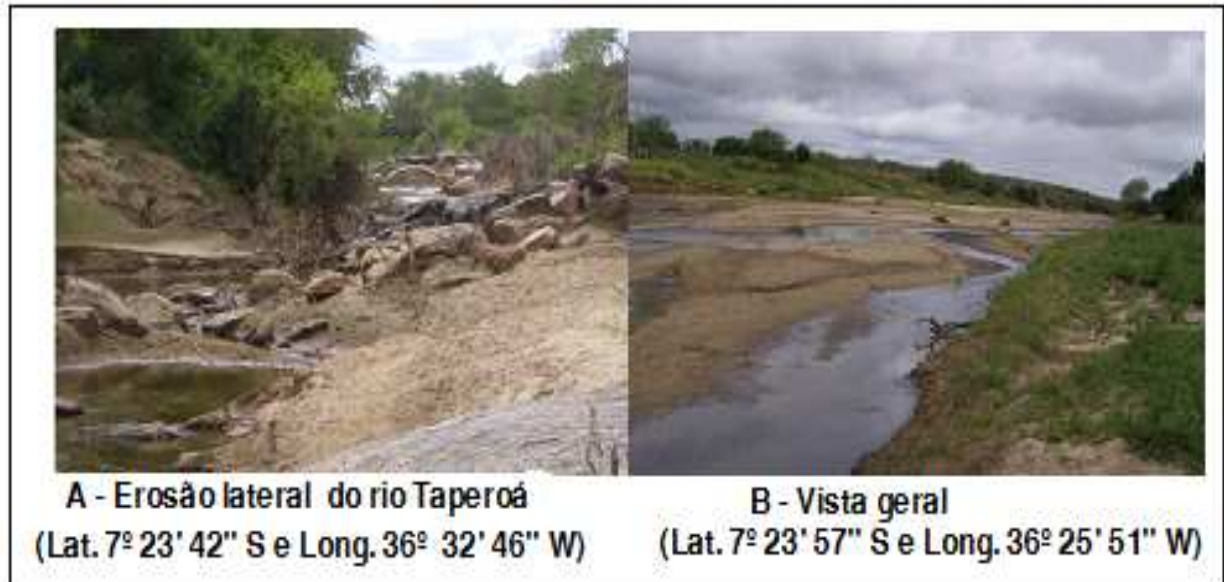 A - Erosão lateral do rio Taperoá
(Lat. 7º 23' 42" S e Long. 36º 32' 46" W)
B - Vista geral
(Lat. 7º 23' 57" S e Long. 36º 25' 51" W)